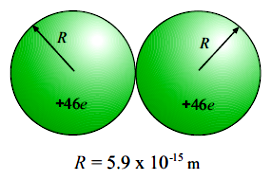 R R
+46e +46e
R = 5.9 x 10⁻¹⁵ m